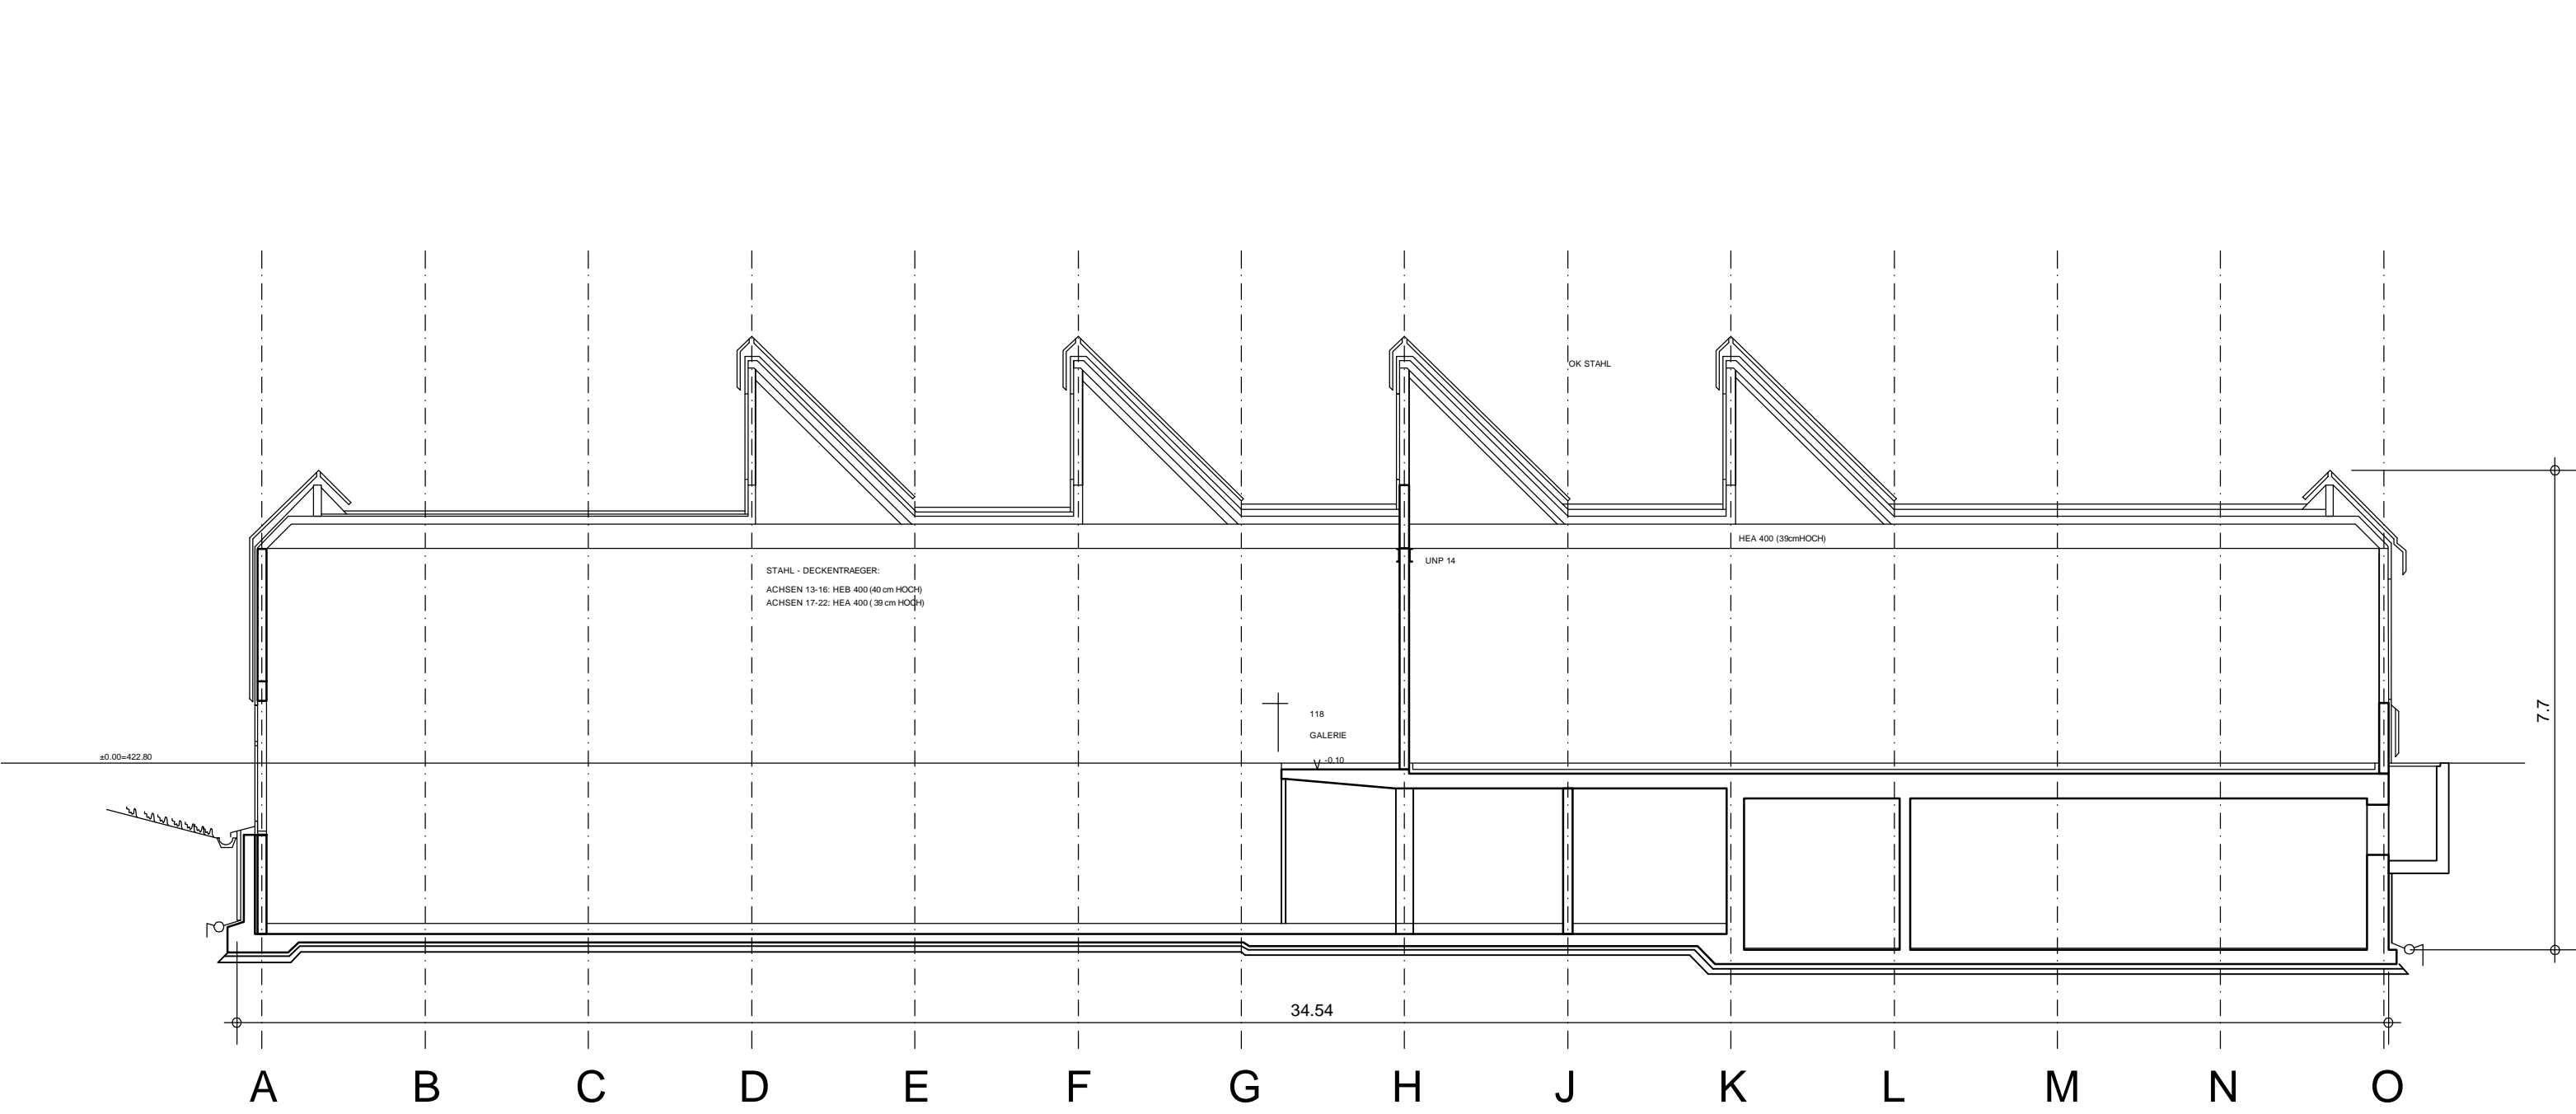 OK STAHL
HEA 400 (39cmHOCH)
UNP 14
STAHL - DECKENTRAEGER:
ACHSEN 13-16: HEB 400 (40 cm HOCH)
ACHSEN 17-22: HEA 400 ( 39 cm HOCH)
118
GALERIE
-0.10
±0.00=422.80
7.7
34.54
A B C D E F G H J K L M N O